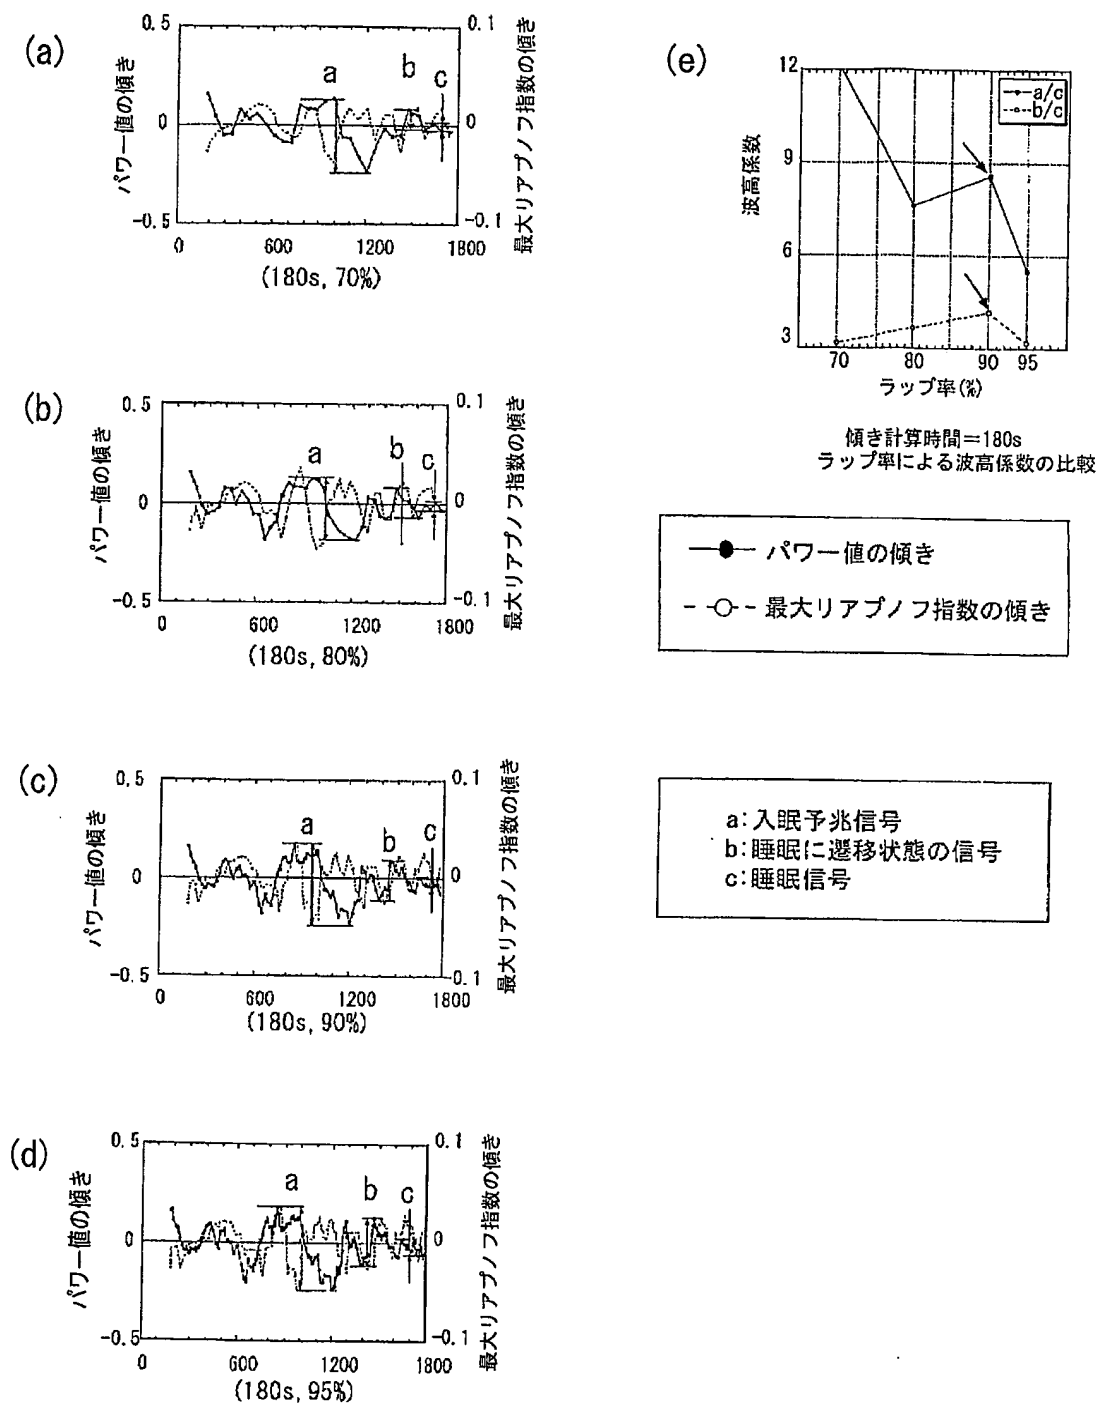 (a)
0.5
0.1
a
b
c
0
0
パワー値の傾き
最大リアプノフ指数の傾き
-0.5
-0.1
0
600
1200
1800
(180s, 70%)
(b)
0.5
0.1
a
b
c
0
0
パワー値の傾き
最大リアプノフ指数の傾き
-0.5
-0.1
0
600
1200
1800
(180s, 80%)
(c)
0.5
0.1
a
b
c
0
0
パワー値の傾き
最大リアプノフ指数の傾き
-0.5
-0.1
0
600
1200
1800
(180s, 90%)
(d)
0.5
0.1
a
b
c
0
0
パワー値の傾き
最大リアプノフ指数の傾き
-0.5
-0.1
0
600
1200
1800
(180s, 95%)
(e)
12
9
6
3
波高係数
a/c
b/c
70
80
90
95
ラップ率(%)
傾き計算時間=180s
ラップ率による波高係数の比較
パワー値の傾き
最大リアプノフ指数の傾き
a:入眠予兆信号
b:睡眠に遷移状態の信号
c:睡眠信号